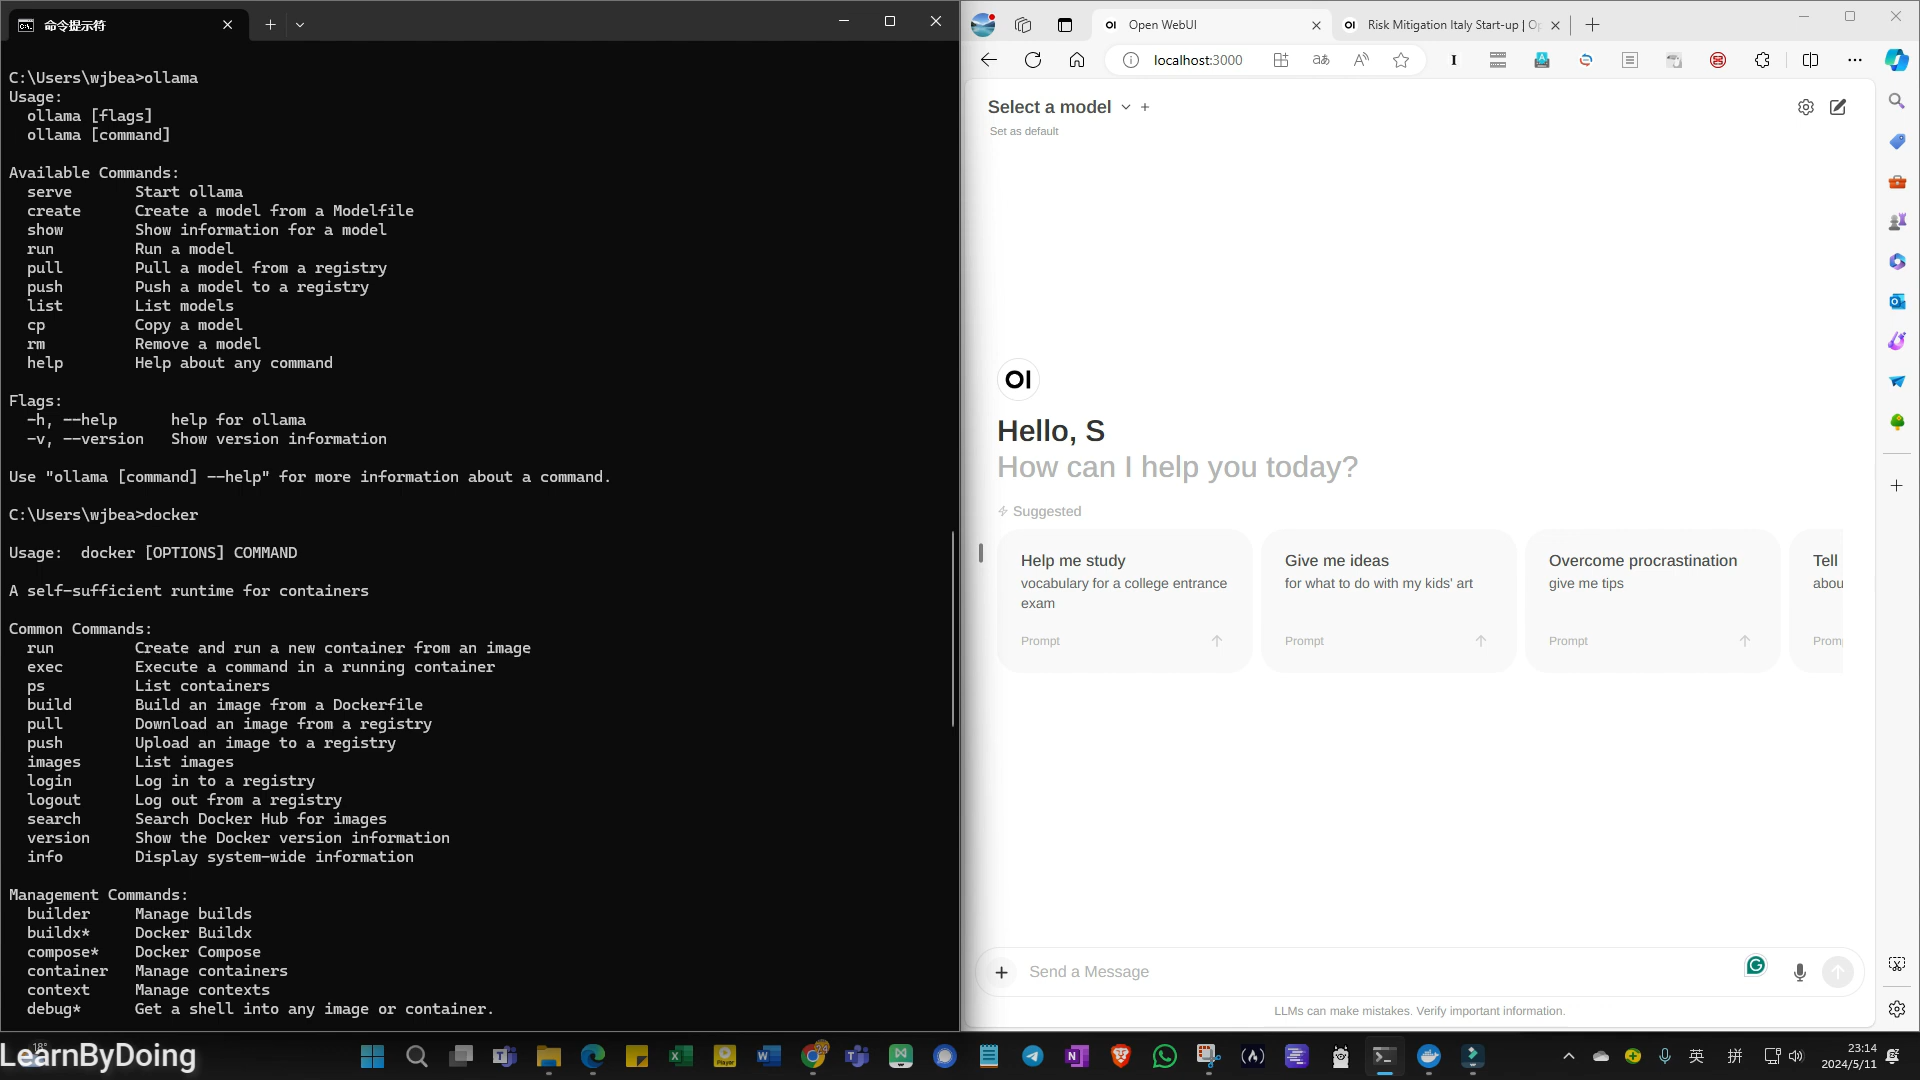 命令提示符
C:\Users\wjbea>ollama
Usage:
ollama [flags]
ollama [command]
Available Commands:
serve Start ollama
create Create a model from a Modelfile
show Show information for a model
run Run a model
pull Pull a model from a registry
push Push a model to a registry
list List models
cp Copy a model
rm Remove a model
help Help about any command
Flags:
-h, --help help for ollama
-v, --version Show version information
Use "ollama [command] --help" for more information about a command.
C:\Users\wjbea>docker
Usage: docker [OPTIONS] COMMAND
A self-sufficient runtime for containers
Common Commands:
run Create and run a new container from an image
exec Execute a command in a running container
ps List containers
build Build an image from a Dockerfile
pull Download an image from a registry
push Upload an image to a registry
images List images
login Log in to a registry
logout Log out from a registry
search Search Docker Hub for images
version Show the Docker version information
info Display system-wide information
Management Commands:
builder Manage builds
buildx* Docker Buildx
compose* Docker Compose
container Manage containers
context Manage contexts
debug* Get a shell into any image or container.
OI Open WebUI
OI Risk Mitigation Italy Start-up | Op
localhost:3000
Select a model
Set as default
OI
Hello, S
How can I help you today?
Suggested
Help me study
vocabulary for a college entrance
exam
Prompt
Give me ideas
for what to do with my kids' art
Prompt
Overcome procrastination
give me tips
Prompt
Tell
abou
Prom
Send a Message
LLMs can make mistakes. Verify important information.
LearnByDoing
英
拼
23:14
2024/5/11